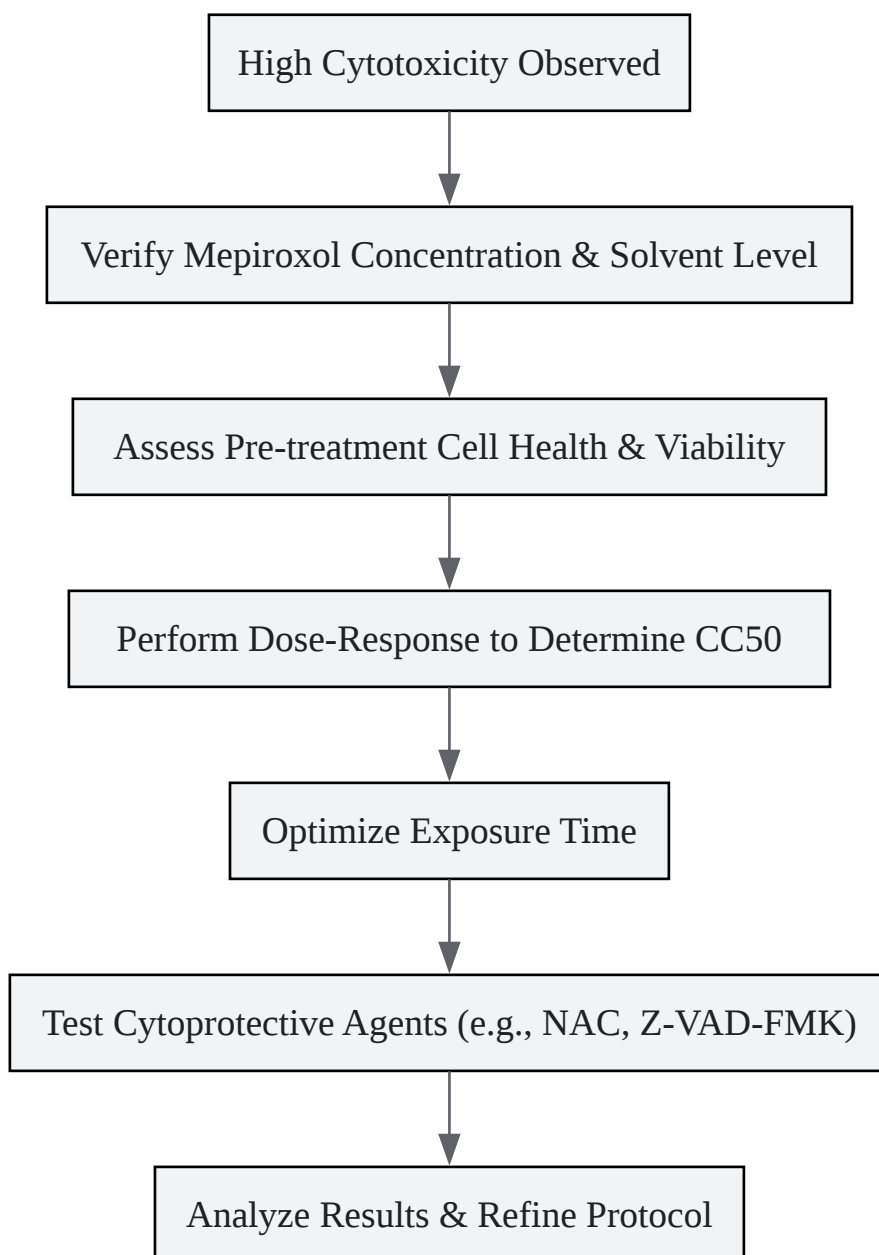 High Cytotoxicity Observed
Verify Mepiroxol Concentration & Solvent Level
Assess Pre-treatment Cell Health & Viability
Perform Dose-Response to Determine CC50
Optimize Exposure Time
Test Cytoprotective Agents (e.g., NAC, Z-VAD-FMK)
Analyze Results & Refine Protocol